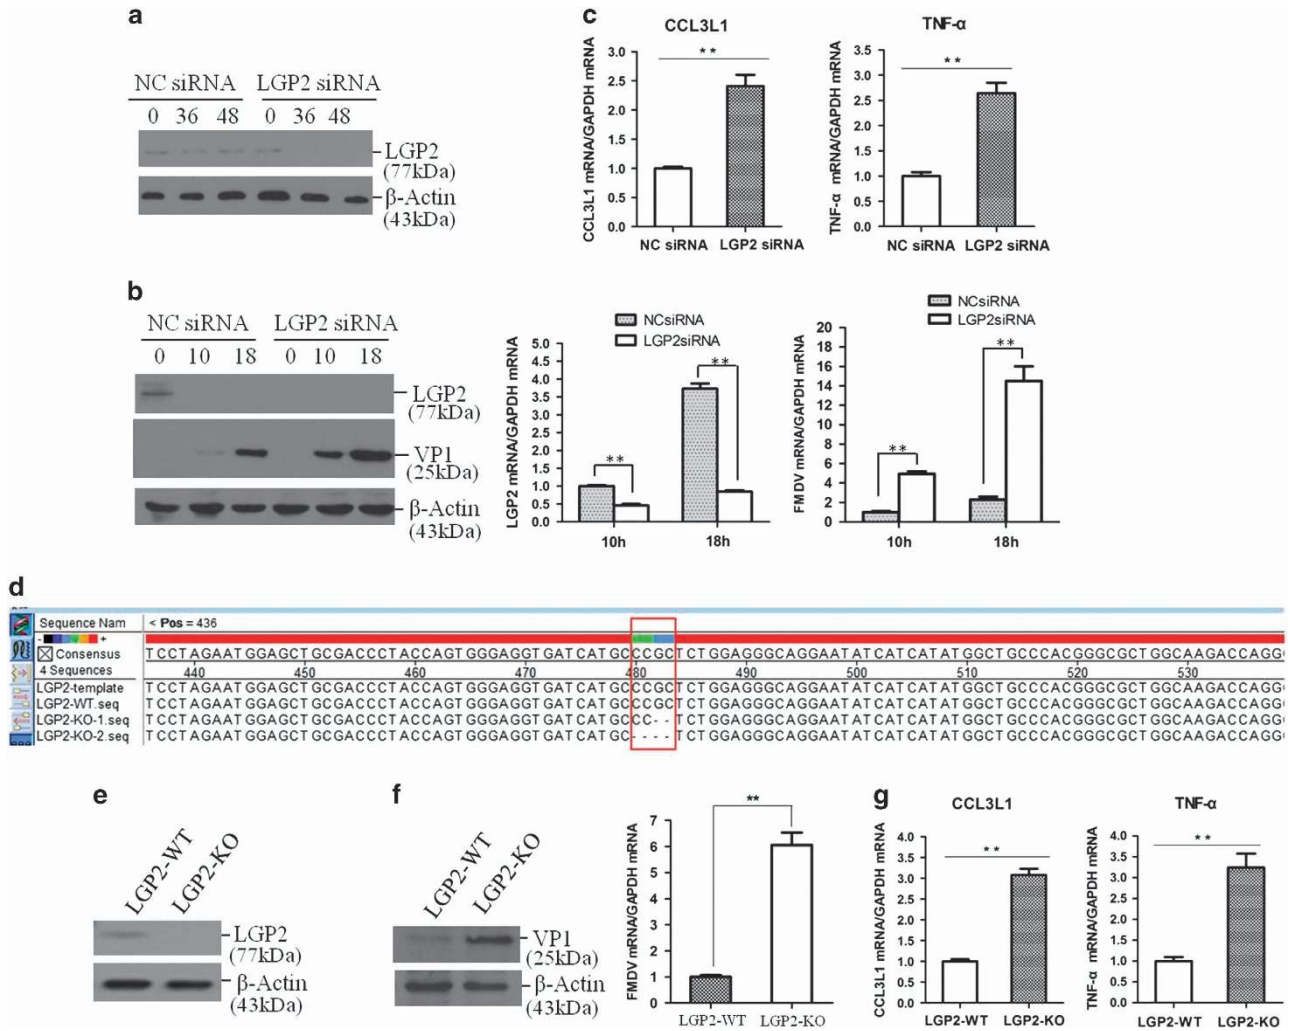 a
NC siRNA LGP2 siRNA
0 36 48 0 36 48
LGP2
(77kDa)
β-Actin
(43kDa)
c
CCL3L1
CCL3L1 mRNA/GAPDH mRNA
3.0
2.5
2.0
1.5
1.0
0.5
0.0
**
NC siRNA LGP2 siRNA
TNF-α
TNF-α mRNA/GAPDH mRNA
3.5
3.0
2.5
2.0
1.5
1.0
0.5
0.0
**
NC siRNA LGP2 siRNA
b
NC siRNA LGP2 siRNA
0 10 18 0 10 18
LGP2
(77kDa)
VP1
(25kDa)
β-Actin
(43kDa)
NCsiRNA
LGP2siRNA
LGP2 mRNA/GAPDH mRNA
5.0
4.5
4.0
3.5
3.0
2.5
2.0
1.5
1.0
0.5
0.0
**
**
10h 18h
NCsiRNA
LGP2siRNA
FMDV mRNA/GAPDH mRNA
20
18
16
14
12
10
8
6
4
2
0
**
**
10h 18h
d
Sequence Nam < Pos = 436
- +
Consensus TCCTAGAATGGAGCTGCGACCCTACCAGTGGGAGGTGATCATGCCCGCTCTGGAGGGCAGGAATATCATCATATGGCTGCCCACGGGCGCTGGCAAGACCAGG
4 Sequences 440 450 460 470 480 490 500 510 520 530
LGP2-template TCCTAGAATGGAGCTGCGACCCTACCAGTGGGAGGTGATCATGCCCGCTCTGGAGGGCAGGAATATCATCATATGGCTGCCCACGGGCGCTGGCAAGACCAGG
LGP2-WT.seq TCCTAGAATGGAGCTGCGACCCTACCAGTGGGAGGTGATCATGCCCGCTCTGGAGGGCAGGAATATCATCATATGGCTGCCCACGGGCGCTGGCAAGACCAGG
LGP2-KO-1.seq TCCTAGAATGGAGCTGCGACCCTACCAGTGGGAGGTGATCATGCCC--TCTGGAGGGCAGGAATATCATCATATGGCTGCCCACGGGCGCTGGCAAGACCAGG
LGP2-KO-2.seq TCCTAGAATGGAGCTGCGACCCTACCAGTGGGAGGTGATCATGC----TCTGGAGGGCAGGAATATCATCATATGGCTGCCCACGGGCGCTGGCAAGACCAGG
e
LGP2-WT
LGP2-KO
LGP2
(77kDa)
β-Actin
(43kDa)
f
LGP2-WT
LGP2-KO
VP1
(25kDa)
β-Actin
(43kDa)
FMDV mRNA/GAPDH mRNA
7
6
5
4
3
2
1
0
**
LGP2-WT LGP2-KO
g
CCL3L1
CCL3L1 mRNA/GAPDH mRNA
4.0
3.5
3.0
2.5
2.0
1.5
1.0
0.5
0.0
**
LGP2-WT LGP2-KO
TNF-α
TNF-α mRNA/GAPDH mRNA
4.0
3.5
3.0
2.5
2.0
1.5
1.0
0.5
0.0
**
LGP2-WT LGP2-KO